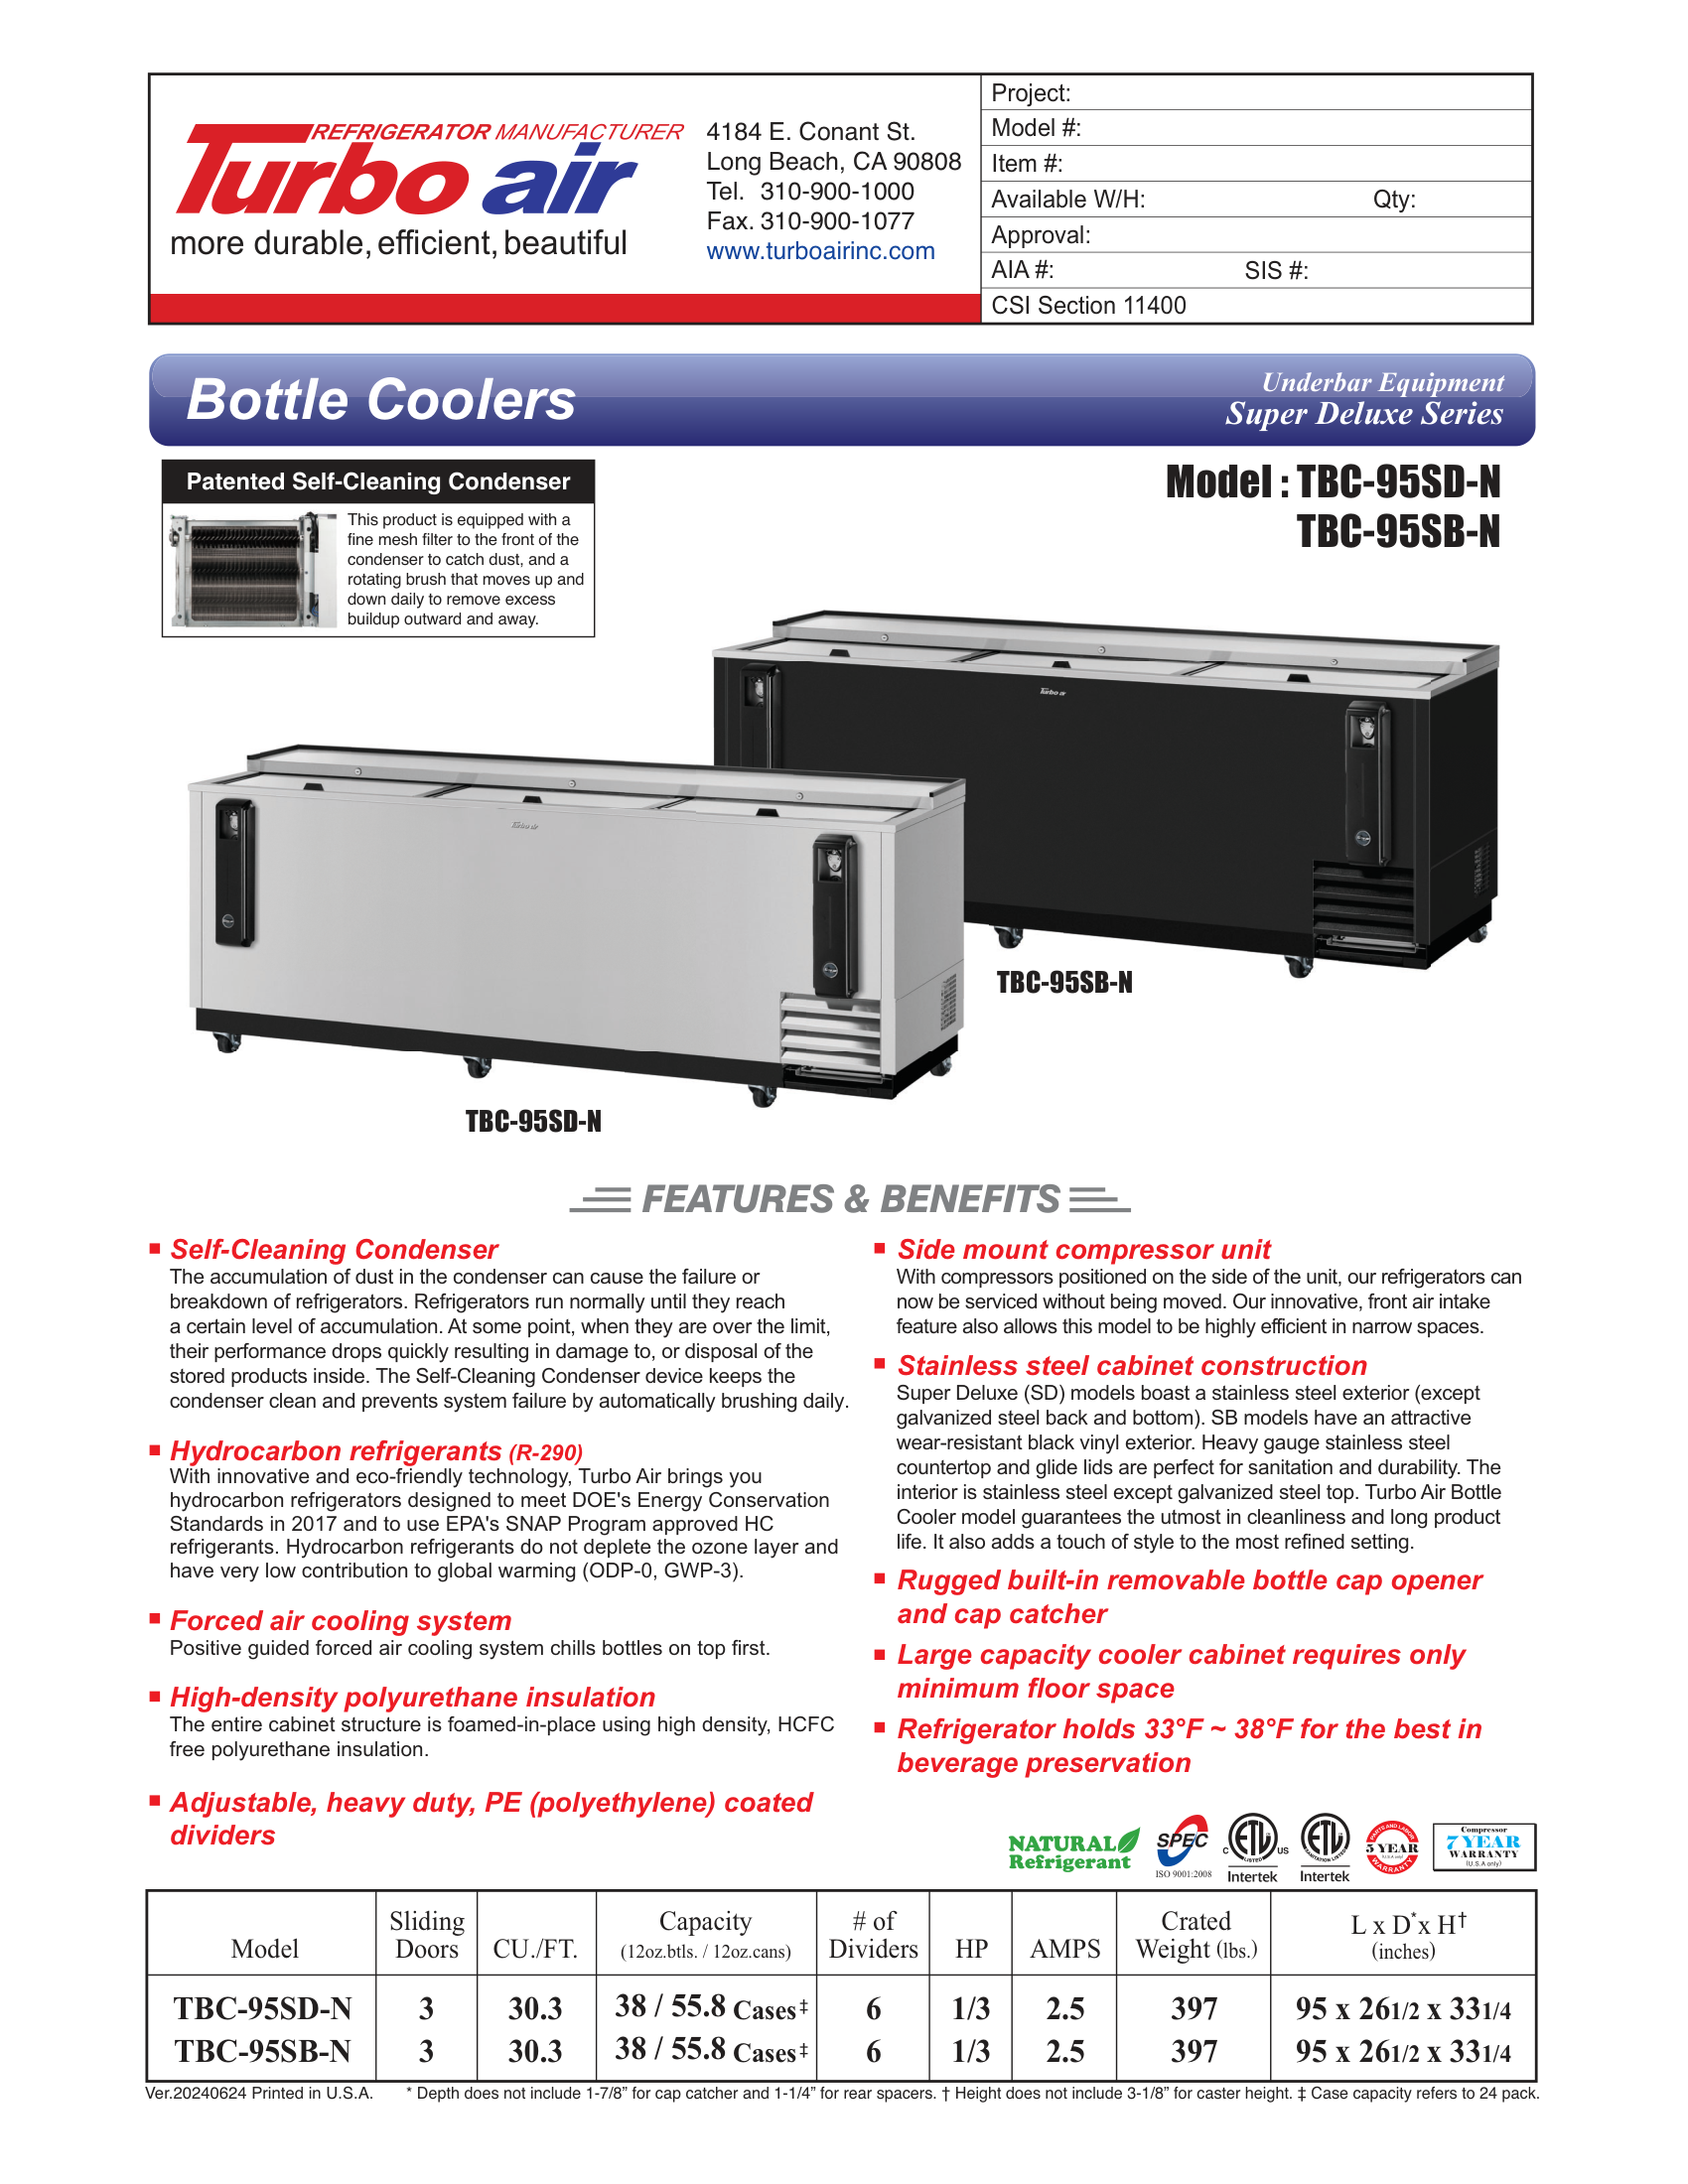 REFRIGERATOR MANUFACTURER
Turbo air
more durable, efficient, beautiful
4184 E. Conant St.
Long Beach, CA 90808
Tel. 310-900-1000
Fax. 310-900-1077
www.turboairinc.com
Project:
Model #:
Item #:
Available W/H: Qty:
Approval:
AIA #: SIS #:
CSI Section 11400
Bottle Coolers
Underbar Equipment
Super Deluxe Series
Patented Self-Cleaning Condenser
This product is equipped with a
fine mesh filter to the front of the
condenser to catch dust, and a
rotating brush that moves up and
down daily to remove excess
buildup outward and away.
Model : TBC-95SD-N
TBC-95SB-N
Turbo air
Turbo air
TBC-95SB-N
TBC-95SD-N
FEATURES & BENEFITS
■ Self-Cleaning Condenser
The accumulation of dust in the condenser can cause the failure or
breakdown of refrigerators. Refrigerators run normally until they reach
a certain level of accumulation. At some point, when they are over the limit,
their performance drops quickly resulting in damage to, or disposal of the
stored products inside. The Self-Cleaning Condenser device keeps the
condenser clean and prevents system failure by automatically brushing daily.
■ Hydrocarbon refrigerants (R-290)
With innovative and eco-friendly technology, Turbo Air brings you
hydrocarbon refrigerators designed to meet DOE's Energy Conservation
Standards in 2017 and to use EPA's SNAP Program approved HC
refrigerants. Hydrocarbon refrigerants do not deplete the ozone layer and
have very low contribution to global warming (ODP-0, GWP-3).
■ Forced air cooling system
Positive guided forced air cooling system chills bottles on top first.
■ High-density polyurethane insulation
The entire cabinet structure is foamed-in-place using high density, HCFC
free polyurethane insulation.
■ Adjustable, heavy duty, PE (polyethylene) coated
dividers
■ Side mount compressor unit
With compressors positioned on the side of the unit, our refrigerators can
now be serviced without being moved. Our innovative, front air intake
feature also allows this model to be highly efficient in narrow spaces.
■ Stainless steel cabinet construction
Super Deluxe (SD) models boast a stainless steel exterior (except
galvanized steel back and bottom). SB models have an attractive
wear-resistant black vinyl exterior. Heavy gauge stainless steel
countertop and glide lids are perfect for sanitation and durability. The
interior is stainless steel except galvanized steel top. Turbo Air Bottle
Cooler model guarantees the utmost in cleanliness and long product
life. It also adds a touch of style to the most refined setting.
■ Rugged built-in removable bottle cap opener
and cap catcher
■ Large capacity cooler cabinet requires only
minimum floor space
■ Refrigerator holds 33°F ~ 38°F for the best in
beverage preservation
NATURAL
Refrigerant
SPEC
ISO 9001:2008
C ETL US
LISTED
Intertek
ETL
SANITATION LISTED
Intertek
PARTS AND LABOR
5 YEAR
(U.S.A only)
WARRANTY
Compressor
7 YEAR
WARRANTY
(U.S.A only)
Model Sliding Doors CU./FT. Capacity (12oz.btls. / 12oz.cans) # of Dividers HP AMPS Crated Weight (lbs.) L x D* x H† (inches)
TBC-95SD-N 3 30.3 38 / 55.8 Cases‡ 6 1/3 2.5 397 95 x 261/2 x 331/4
TBC-95SB-N 3 30.3 38 / 55.8 Cases‡ 6 1/3 2.5 397 95 x 261/2 x 331/4
Ver.20240624 Printed in U.S.A. * Depth does not include 1-7/8” for cap catcher and 1-1/4” for rear spacers. † Height does not include 3-1/8” for caster height. ‡ Case capacity refers to 24 pack.